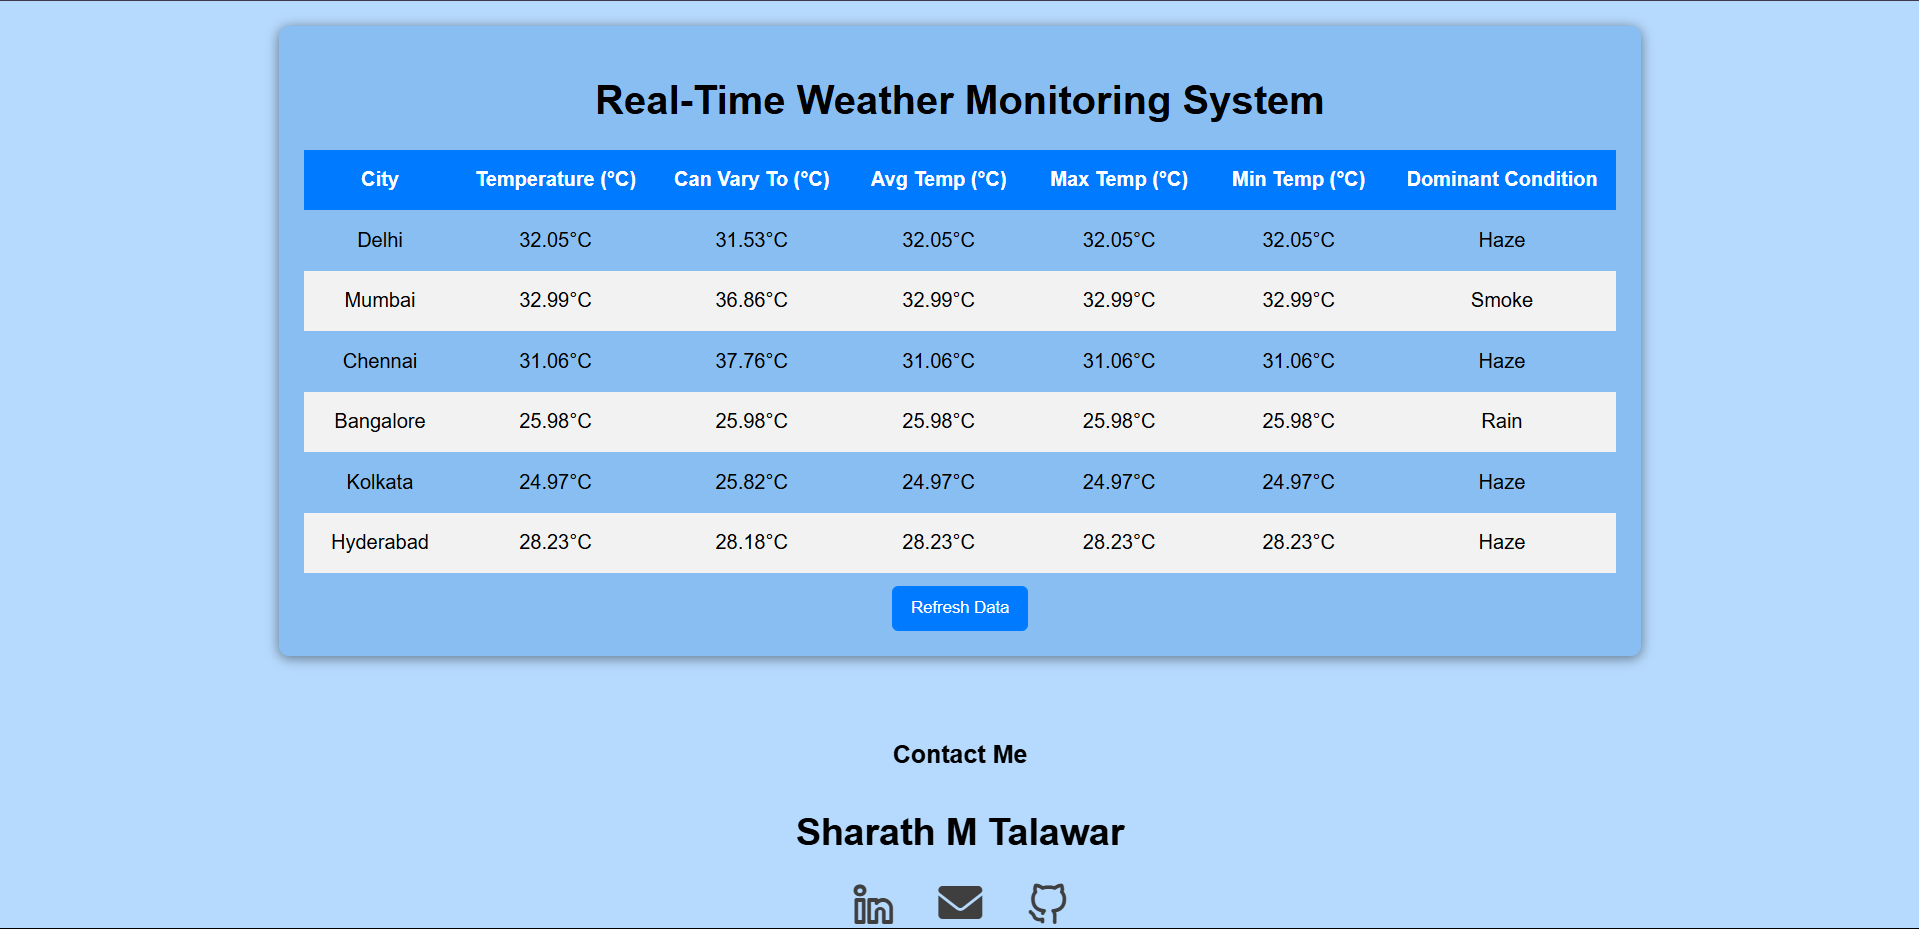 Real-Time Weather Monitoring System
City Temperature (°C) Can Vary To (°C) Avg Temp (°C) Max Temp (°C) Min Temp (°C) Dominant Condition
Delhi 32.05°C 31.53°C 32.05°C 32.05°C 32.05°C Haze
Mumbai 32.99°C 36.86°C 32.99°C 32.99°C 32.99°C Smoke
Chennai 31.06°C 37.76°C 31.06°C 31.06°C 31.06°C Haze
Bangalore 25.98°C 25.98°C 25.98°C 25.98°C 25.98°C Rain
Kolkata 24.97°C 25.82°C 24.97°C 24.97°C 24.97°C Haze
Hyderabad 28.23°C 28.18°C 28.23°C 28.23°C 28.23°C Haze
Refresh Data
Contact Me
Sharath M Talawar
in